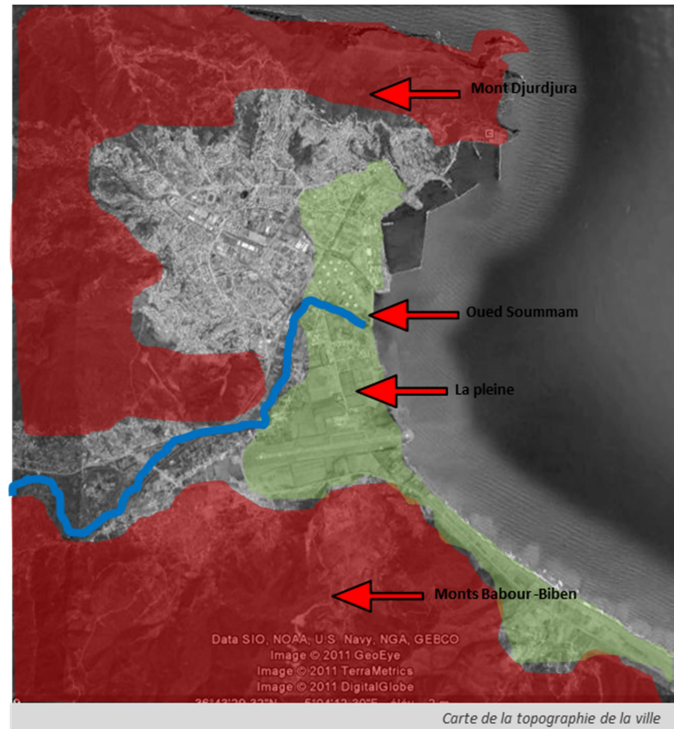 Mont Djurdjura
Oued Soummam
La pleine
Monts Babour -Biben
Data SIO, NOAA, U.S. Navy, NGA, GEBCO
Image © 2011 GeoEye
Image © 2011 TerraMetrics
Image © 2011 DigitalGlobe
Carte de la topographie de la ville